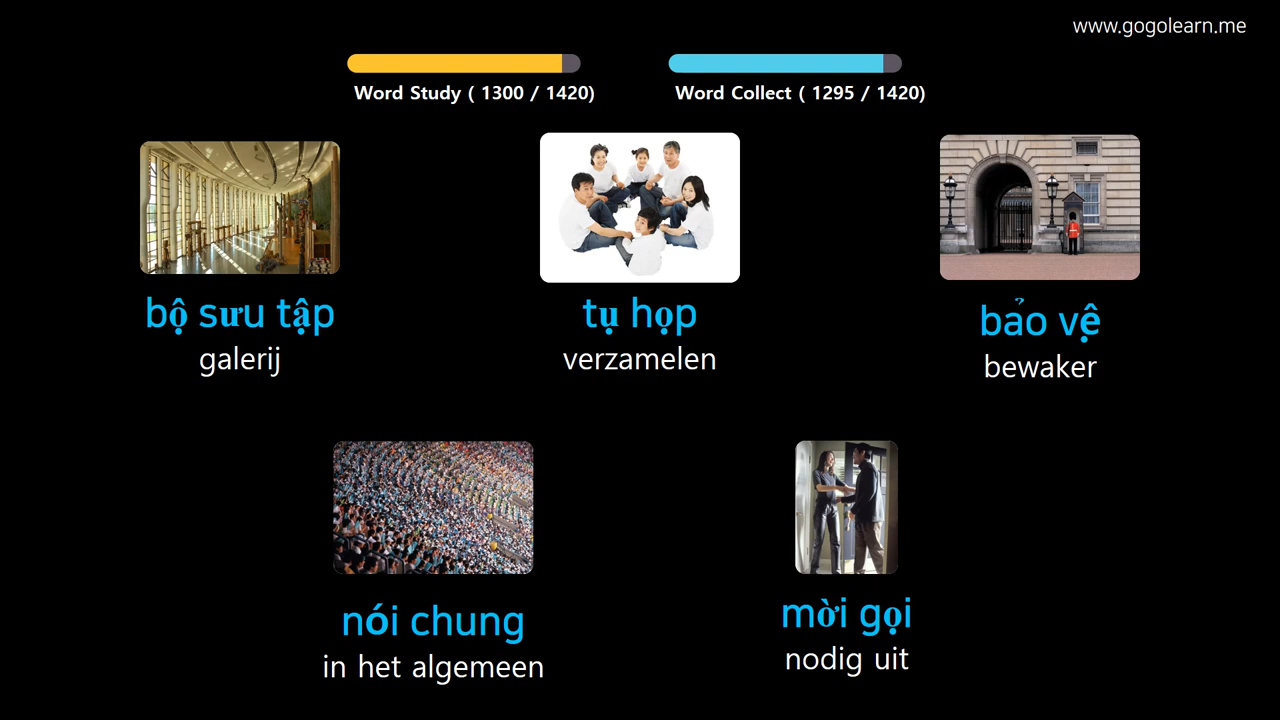 www.gogolearn.me
Word Study ( 1300 / 1420)
Word Collect ( 1295 / 1420)
bộ sưu tập
galerij
tụ họp
verzamelen
bảo vệ
bewaker
nói chung
in het algemeen
mời gọi
nodig uit